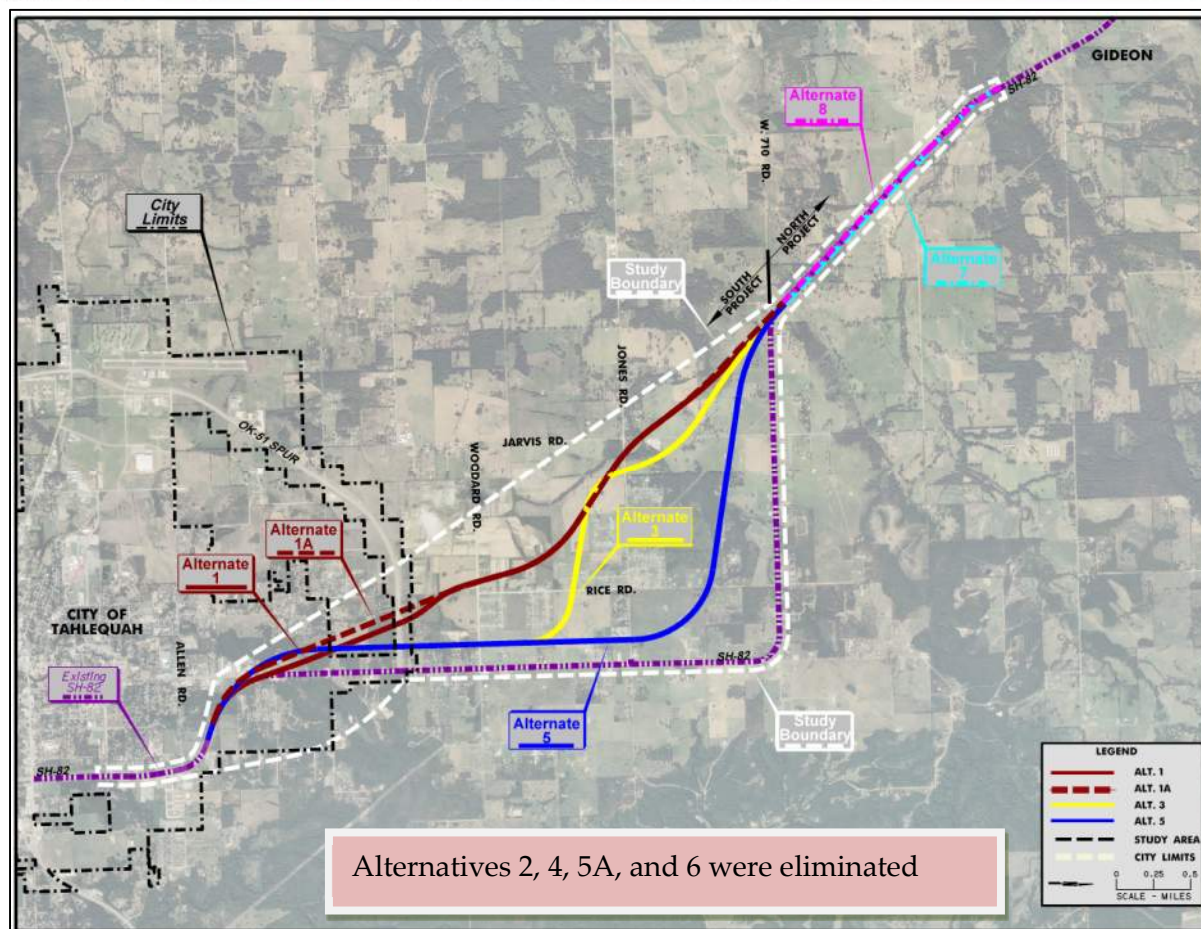 GIDEON
SH-82
Alternate
8
W. 710 RD.
City
Limits
NORTH
PROJECT
SOUTH
PROJECT
Alternate
7
Study
Boundary
JONES RD.
OK-51 SPUR
JARVIS RD.
WOODARD RD.
Alternate
1A
Alternate
3
Alternate
1
RICE RD.
CITY OF
TAHLEQUAH
ALLEN RD.
SH-82
Existing
SH-82
Alternate
5
Study
Boundary
SH-82
LEGEND
ALT. 1
ALT. 1A
ALT. 3
ALT. 5
STUDY AREA
CITY LIMITS
0 0.25 0.5
SCALE - MILES
Alternatives 2, 4, 5A, and 6 were eliminated